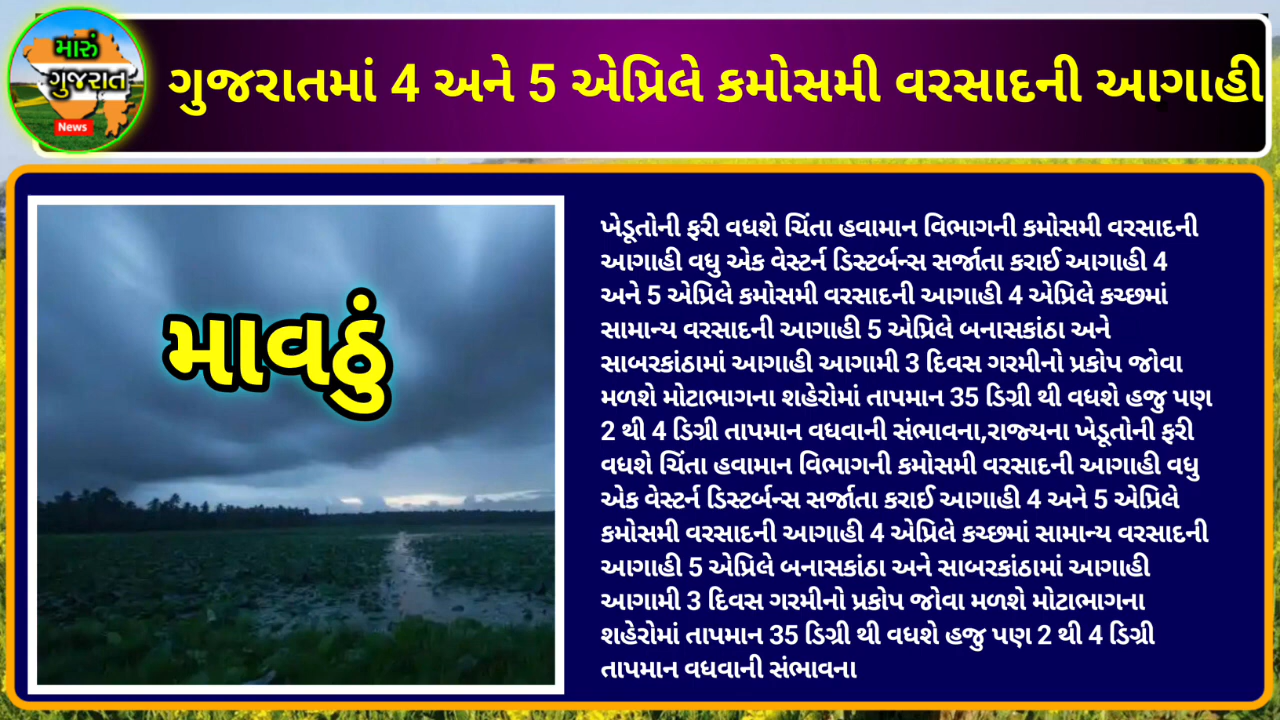 મારું
ગુજરાત
News
ગુજરાતમાં 4 અને 5 એપ્રિલે કમોસમી વરસાદની આગાહી
માવઠું
ખેડૂતોની ફરી વધશે ચિંતા હવામાન વિભાગની કમોસમી વરસાદની
આગાહી વધુ એક વેસ્ટર્ન ડિસ્ટર્બન્સ સર્જાતા કરાઈ આગાહી 4
અને 5 એપ્રિલે કમોસમી વરસાદની આગાહી 4 એપ્રિલે કચ્છમાં
સામાન્ય વરસાદની આગાહી 5 એપ્રિલે બનાસકાંઠા અને
સાબરકાંઠામાં આગાહી આગામી 3 દિવસ ગરમીનો પ્રકોપ જોવા
મળશે મોટાભાગના શહેરોમાં તાપમાન 35 ડિગ્રી થી વધશે હજુ પણ
2 થી 4 ડિગ્રી તાપમાન વધવાની સંભાવના,રાજ્યના ખેડૂતોની ફરી
વધશે ચિંતા હવામાન વિભાગની કમોસમી વરસાદની આગાહી વધુ
એક વેસ્ટર્ન ડિસ્ટર્બન્સ સર્જાતા કરાઈ આગાહી 4 અને 5 એપ્રિલે
કમોસમી વરસાદની આગાહી 4 એપ્રિલે કચ્છમાં સામાન્ય વરસાદની
આગાહી 5 એપ્રિલે બનાસકાંઠા અને સાબરકાંઠામાં આગાહી
આગામી 3 દિવસ ગરમીનો પ્રકોપ જોવા મળશે મોટાભાગના
શહેરોમાં તાપમાન 35 ડિગ્રી થી વધશે હજુ પણ 2 થી 4 ડિગ્રી
તાપમાન વધવાની સંભાવના